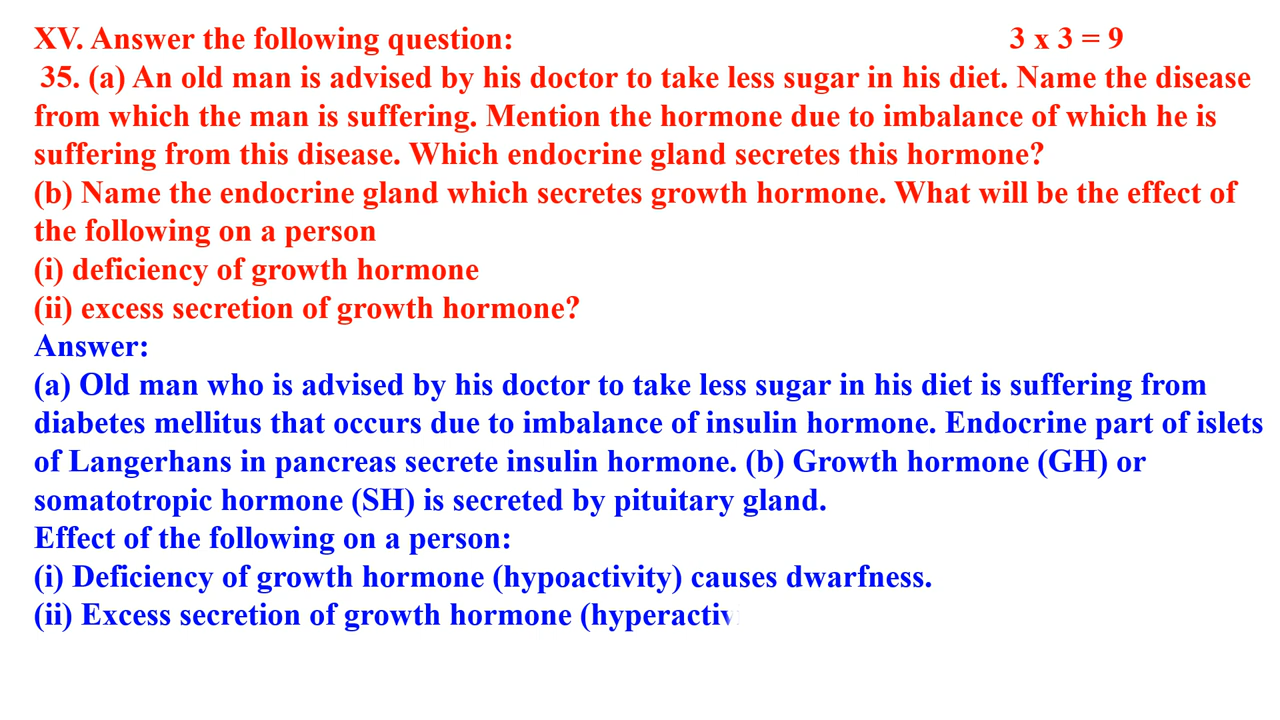 XV. Answer the following question: 3 x 3 = 9
35. (a) An old man is advised by his doctor to take less sugar in his diet. Name the disease
from which the man is suffering. Mention the hormone due to imbalance of which he is
suffering from this disease. Which endocrine gland secretes this hormone?
(b) Name the endocrine gland which secretes growth hormone. What will be the effect of
the following on a person
(i) deficiency of growth hormone
(ii) excess secretion of growth hormone?
Answer:
(a) Old man who is advised by his doctor to take less sugar in his diet is suffering from
diabetes mellitus that occurs due to imbalance of insulin hormone. Endocrine part of islets
of Langerhans in pancreas secrete insulin hormone. (b) Growth hormone (GH) or
somatotropic hormone (SH) is secreted by pituitary gland.
Effect of the following on a person:
(i) Deficiency of growth hormone (hypoactivity) causes dwarfness.
(ii) Excess secretion of growth hormone (hyperactiv